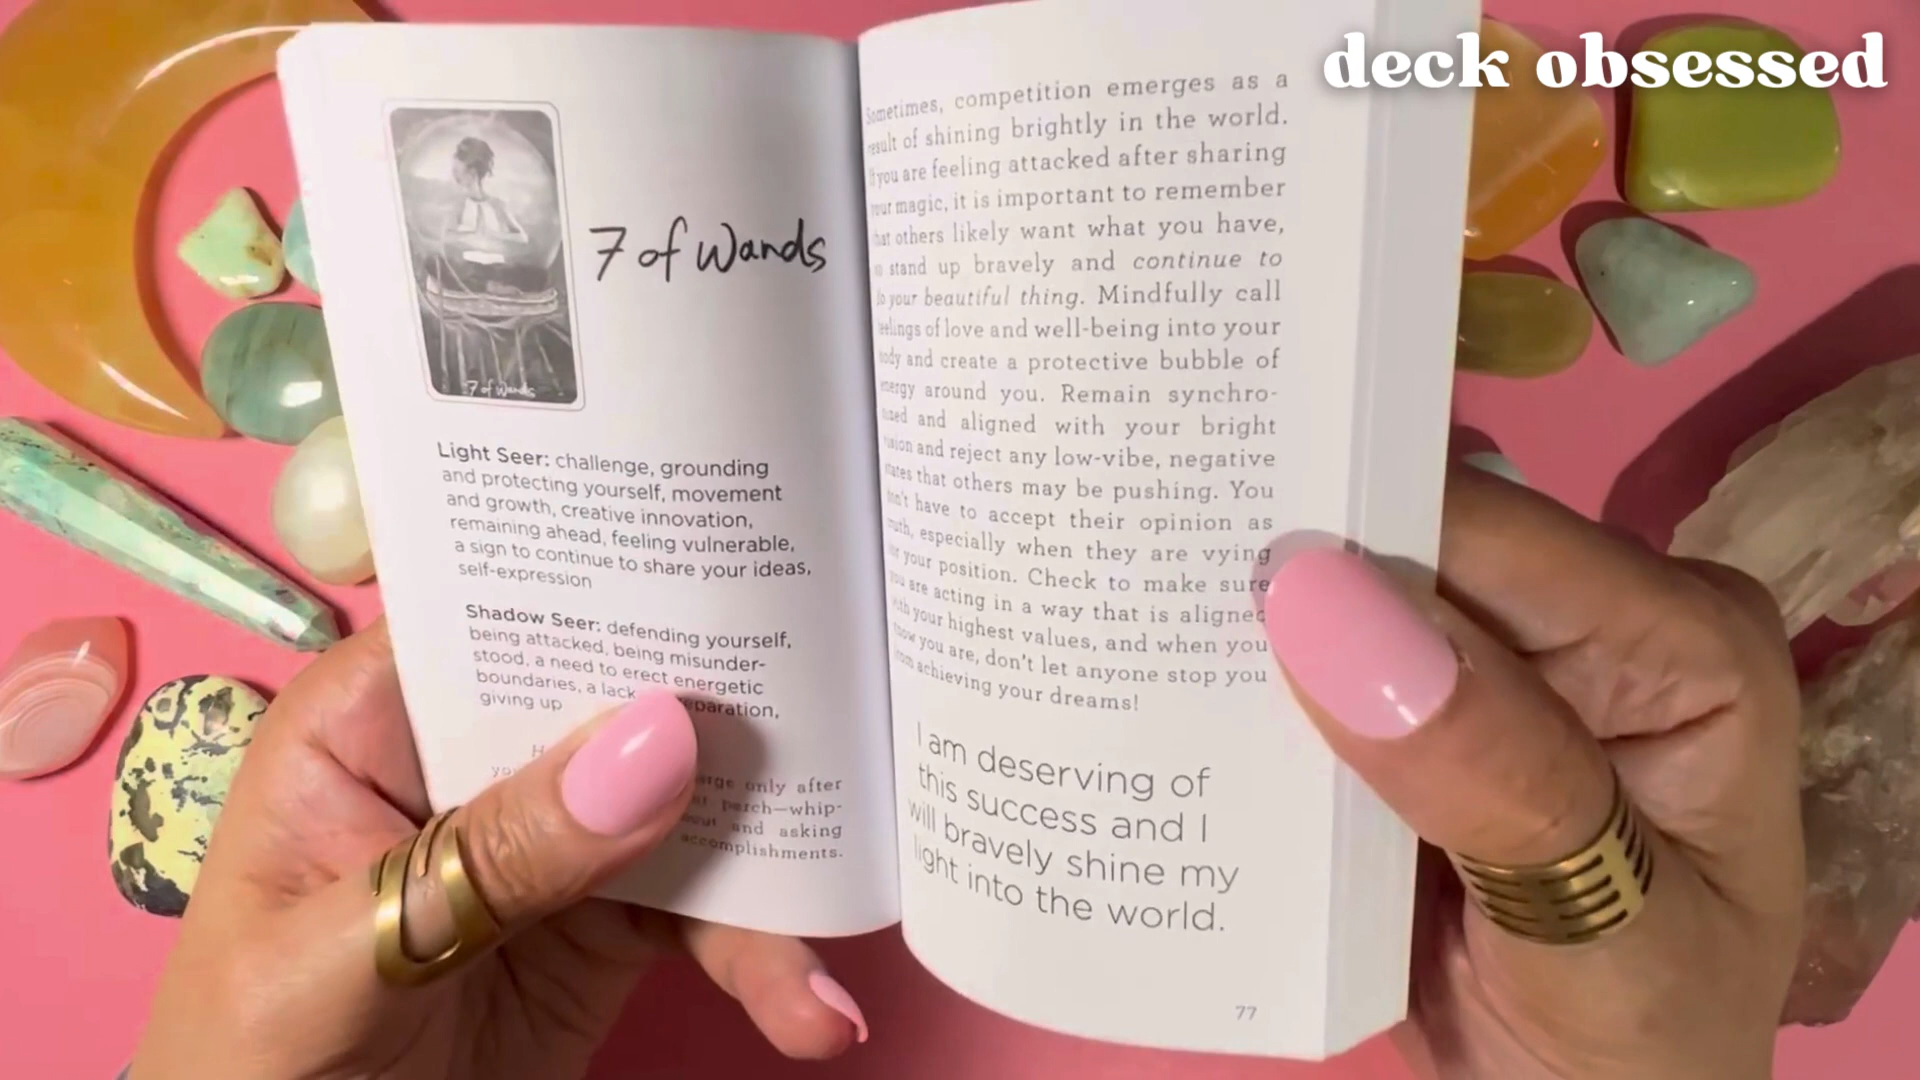 deck obsessed
7 of Wands
7 of Wands
Light Seer: challenge, grounding
and protecting yourself, movement
and growth, creative innovation,
remaining ahead, feeling vulnerable,
a sign to continue to share your ideas,
self-expression
Shadow Seer: defending yourself,
being attacked, being misunder-
stood, a need to erect energetic
boundaries, a lack
giving up
only after
perch—whip-
and asking
accomplishments.
Sometimes, competition emerges as a
result of shining brightly in the world.
If you are feeling attacked after sharing
your magic, it is important to remember
that others likely want what you have,
so stand up bravely and continue to
do your beautiful thing. Mindfully call
feelings of love and well-being into your
body and create a protective bubble of
energy around you. Remain synchro-
nized and aligned with your bright
vision and reject any low-vibe, negative
states that others may be pushing. You
don't have to accept their opinion as
truth, especially when they are vying
for your position. Check to make sure
you are acting in a way that is aligned
with your highest values, and when you
know you are, don't let anyone stop you
from achieving your dreams!
I am deserving of
this success and I
will bravely shine my
light into the world.
77